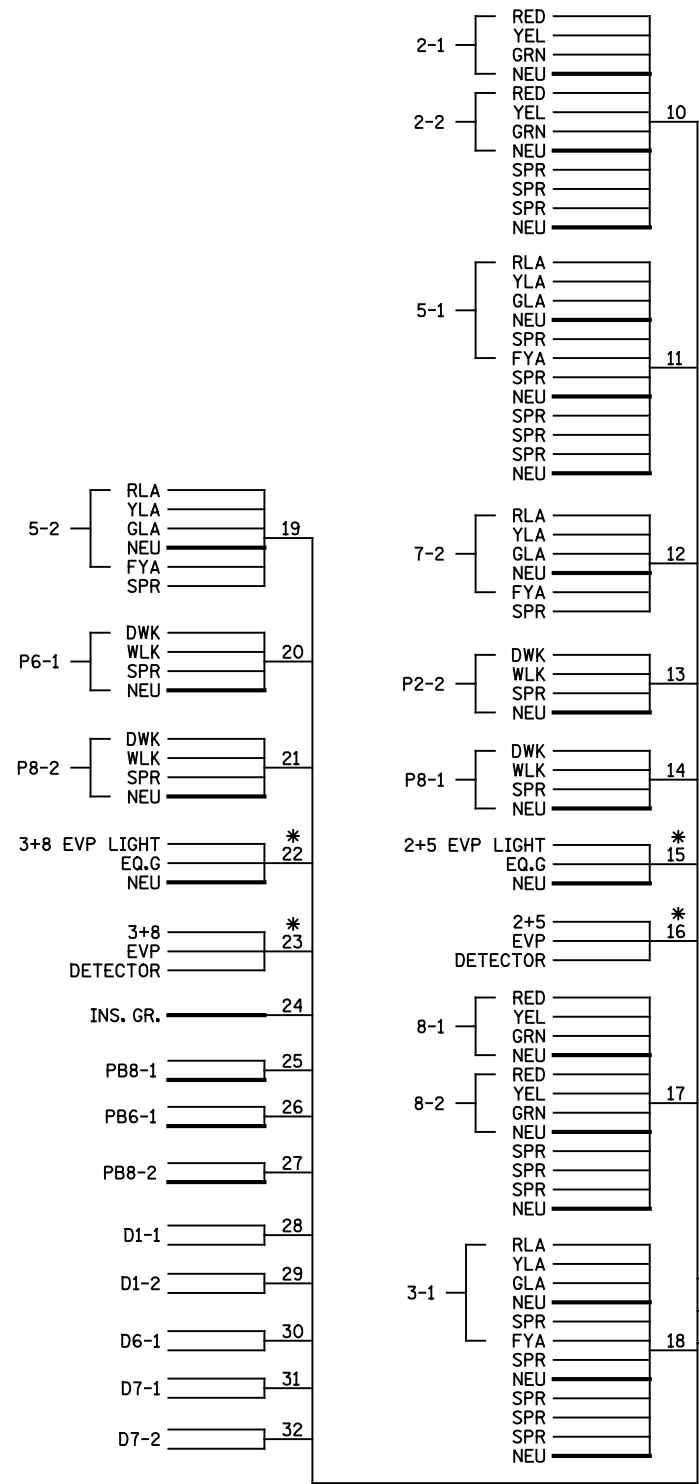 2-1
RED
YEL
GRN
NEU
2-2
RED
YEL
GRN
NEU
SPR
SPR
SPR
NEU
10
5-1
RLA
YLA
GLA
NEU
SPR
FYA
SPR
NEU
SPR
SPR
SPR
NEU
11
7-2
RLA
YLA
GLA
NEU
FYA
SPR
12
P2-2
DWK
WLK
SPR
NEU
13
P8-1
DWK
WLK
SPR
NEU
14
2+5 EVP LIGHT
EQ.G
NEU
*
15
2+5
EVP
DETECTOR
*
16
8-1
RED
YEL
GRN
NEU
8-2
RED
YEL
GRN
NEU
SPR
SPR
SPR
NEU
17
3-1
RLA
YLA
GLA
NEU
SPR
FYA
SPR
NEU
SPR
SPR
SPR
NEU
18
5-2
RLA
YLA
GLA
NEU
FYA
SPR
19
P6-1
DWK
WLK
SPR
NEU
20
P8-2
DWK
WLK
SPR
NEU
21
3+8 EVP LIGHT
EQ.G
NEU
*
22
3+8
EVP
DETECTOR
*
23
INS. GR. 24
PB8-1 25
PB6-1 26
PB8-2 27
D1-1 28
D1-2 29
D6-1 30
D7-1 31
D7-2 32